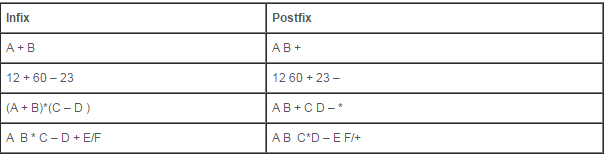 Infix Postfix
A + B A B +
12 + 60 – 23 12 60 + 23 –
(A + B)*(C – D ) A B + C D – *
A B * C – D + E/F A B C*D – E F/+